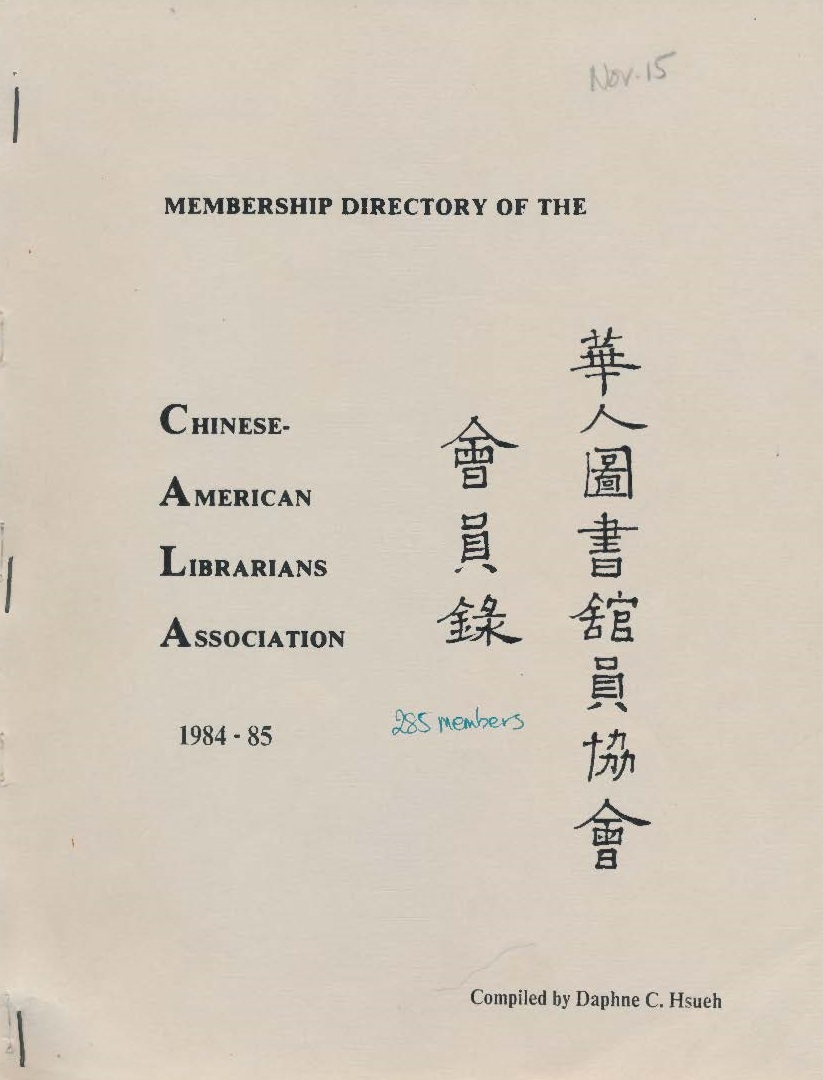 Nov. 15
MEMBERSHIP DIRECTORY OF THE
CHINESE-
AMERICAN
LIBRARIANS
ASSOCIATION
1984 - 85
華人圖書舘員協會
會員錄
285 members
Compiled by Daphne C. Hsueh